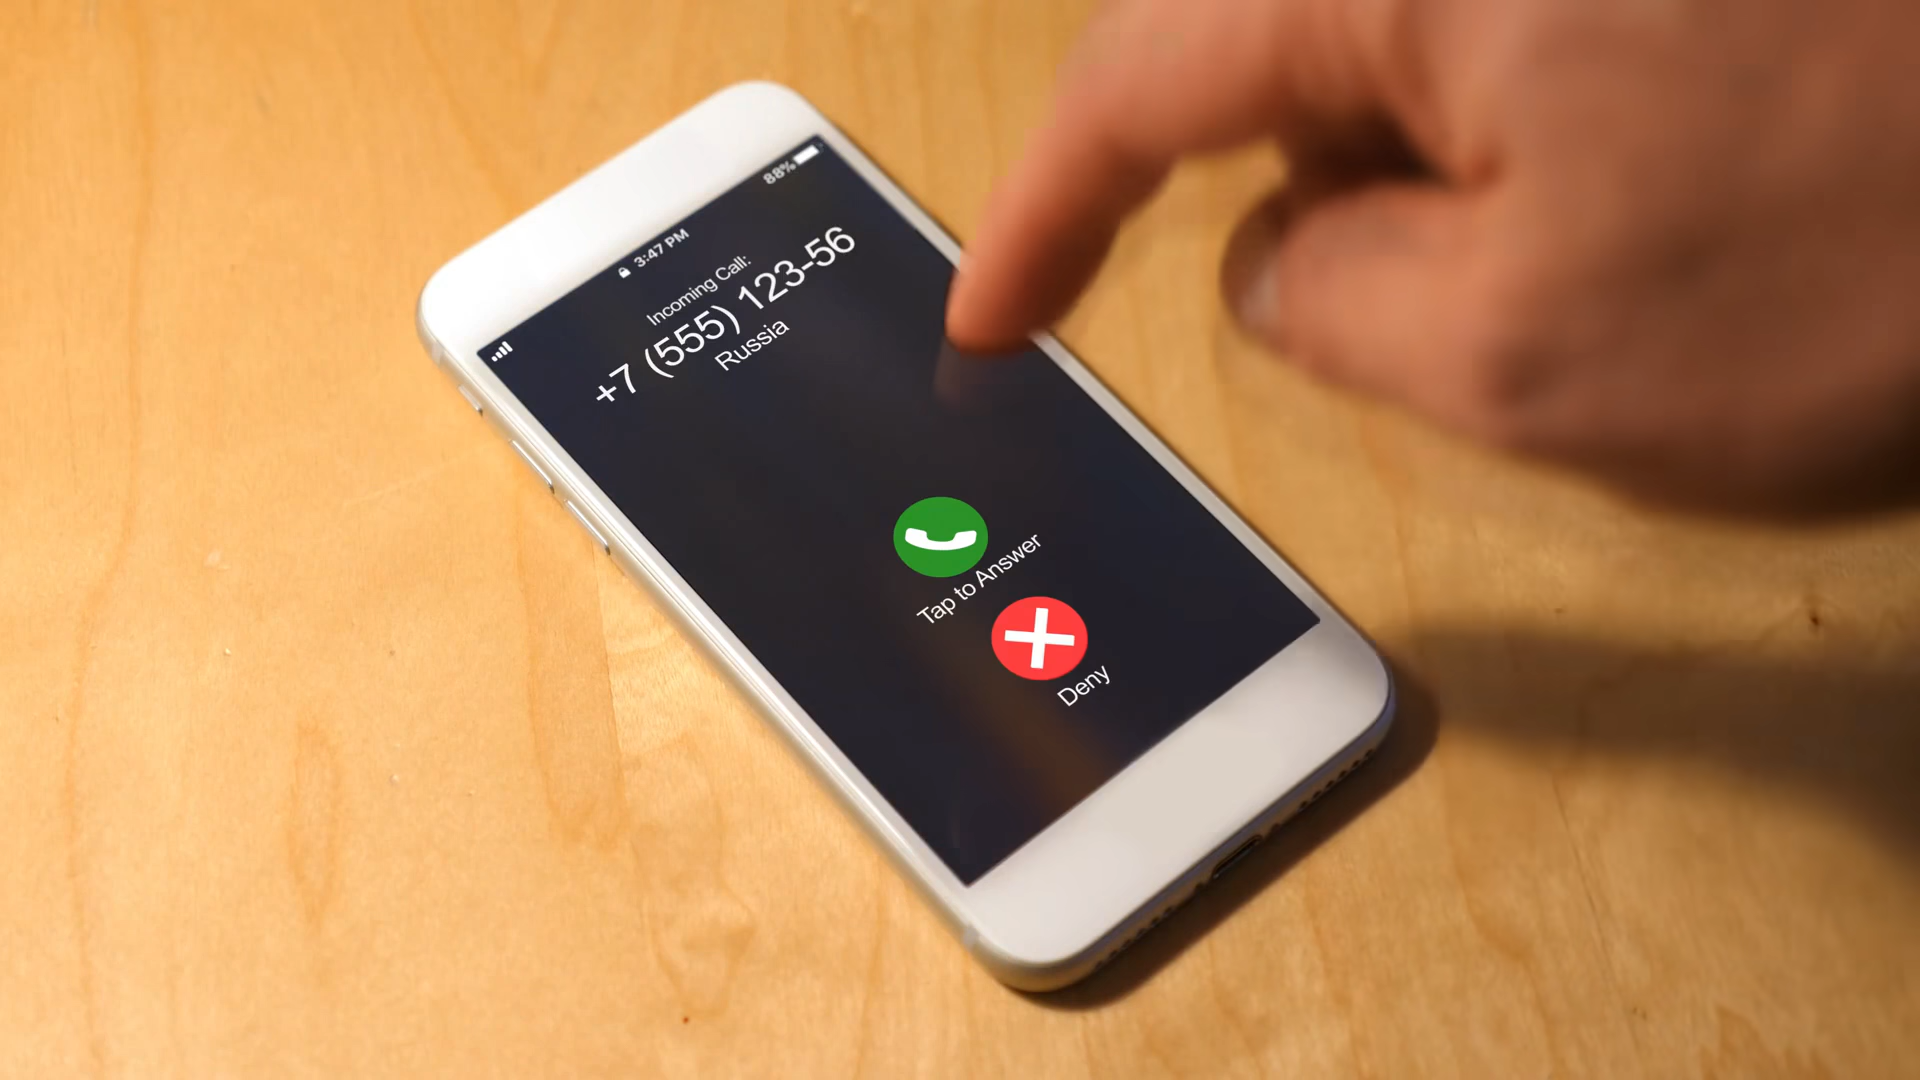 88%
3:47 PM
Incoming Call:
+7 (555) 123-56
Russia
Tap to Answer
Deny